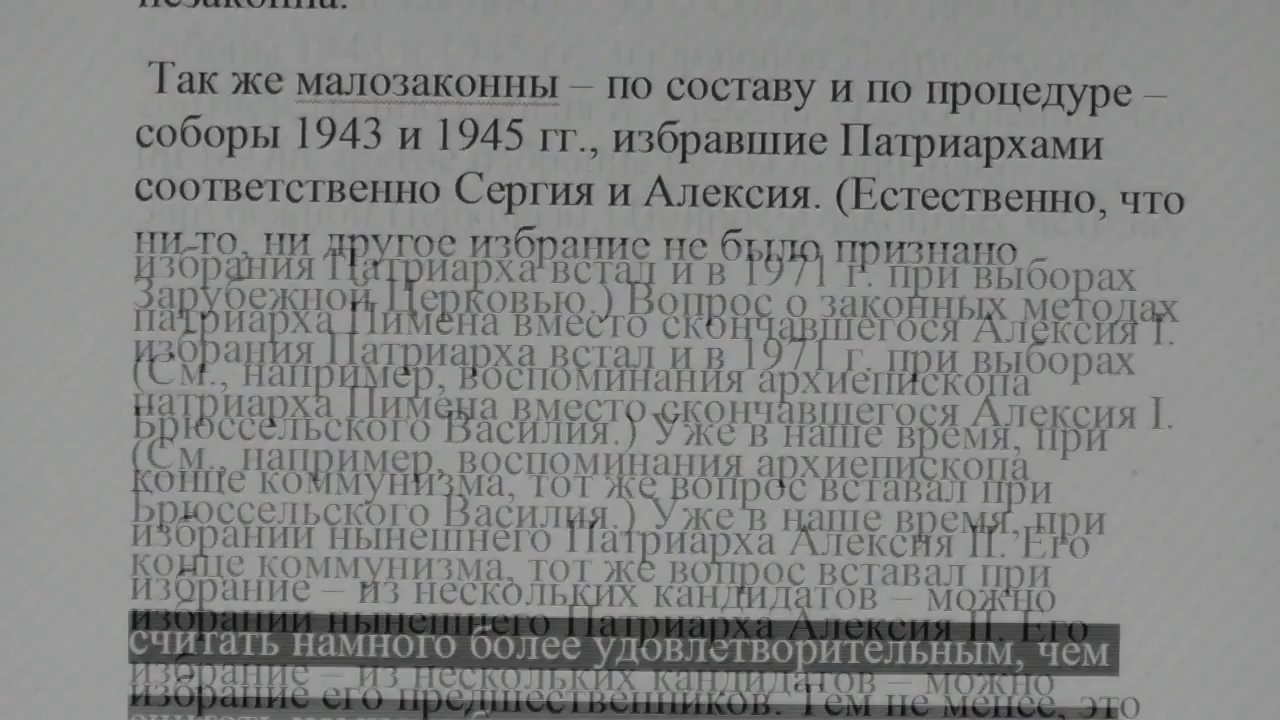 незаконна.
Так же малозаконны – по составу и по процедуре –
соборы 1943 и 1945 гг., избравшие Патриархами
соответственно Сергия и Алексия. (Естественно, что
ни то, ни другое избрание не было признано
избрания Патриарха встал и в 1971 г. при выборах
Зарубежной Церковью.) Вопрос о законных методах
патриарха Пимена вместо скончавшегося Алексия I.
избрания Патриарха встал и в 1971 г. при выборах
(См., например, воспоминания архиепископа
патриарха Пимена вместо скончавшегося Алексия I.
Брюссельского Василия.) Уже в наше время, при
(См., например, воспоминания архиепископа
конце коммунизма, тот же вопрос вставал при
Брюссельского Василия.) Уже в наше время, при
избрании нынешнего Патриарха Алексия II. Его
конце коммунизма, тот же вопрос вставал при
избрание – из нескольких кандидатов – можно
избрании нынешнего Патриарха Алексия II. Его
считать намного более удовлетворительным, чем
избрание – из нескольких кандидатов – можно
избрание его предшественников. Тем не менее, это